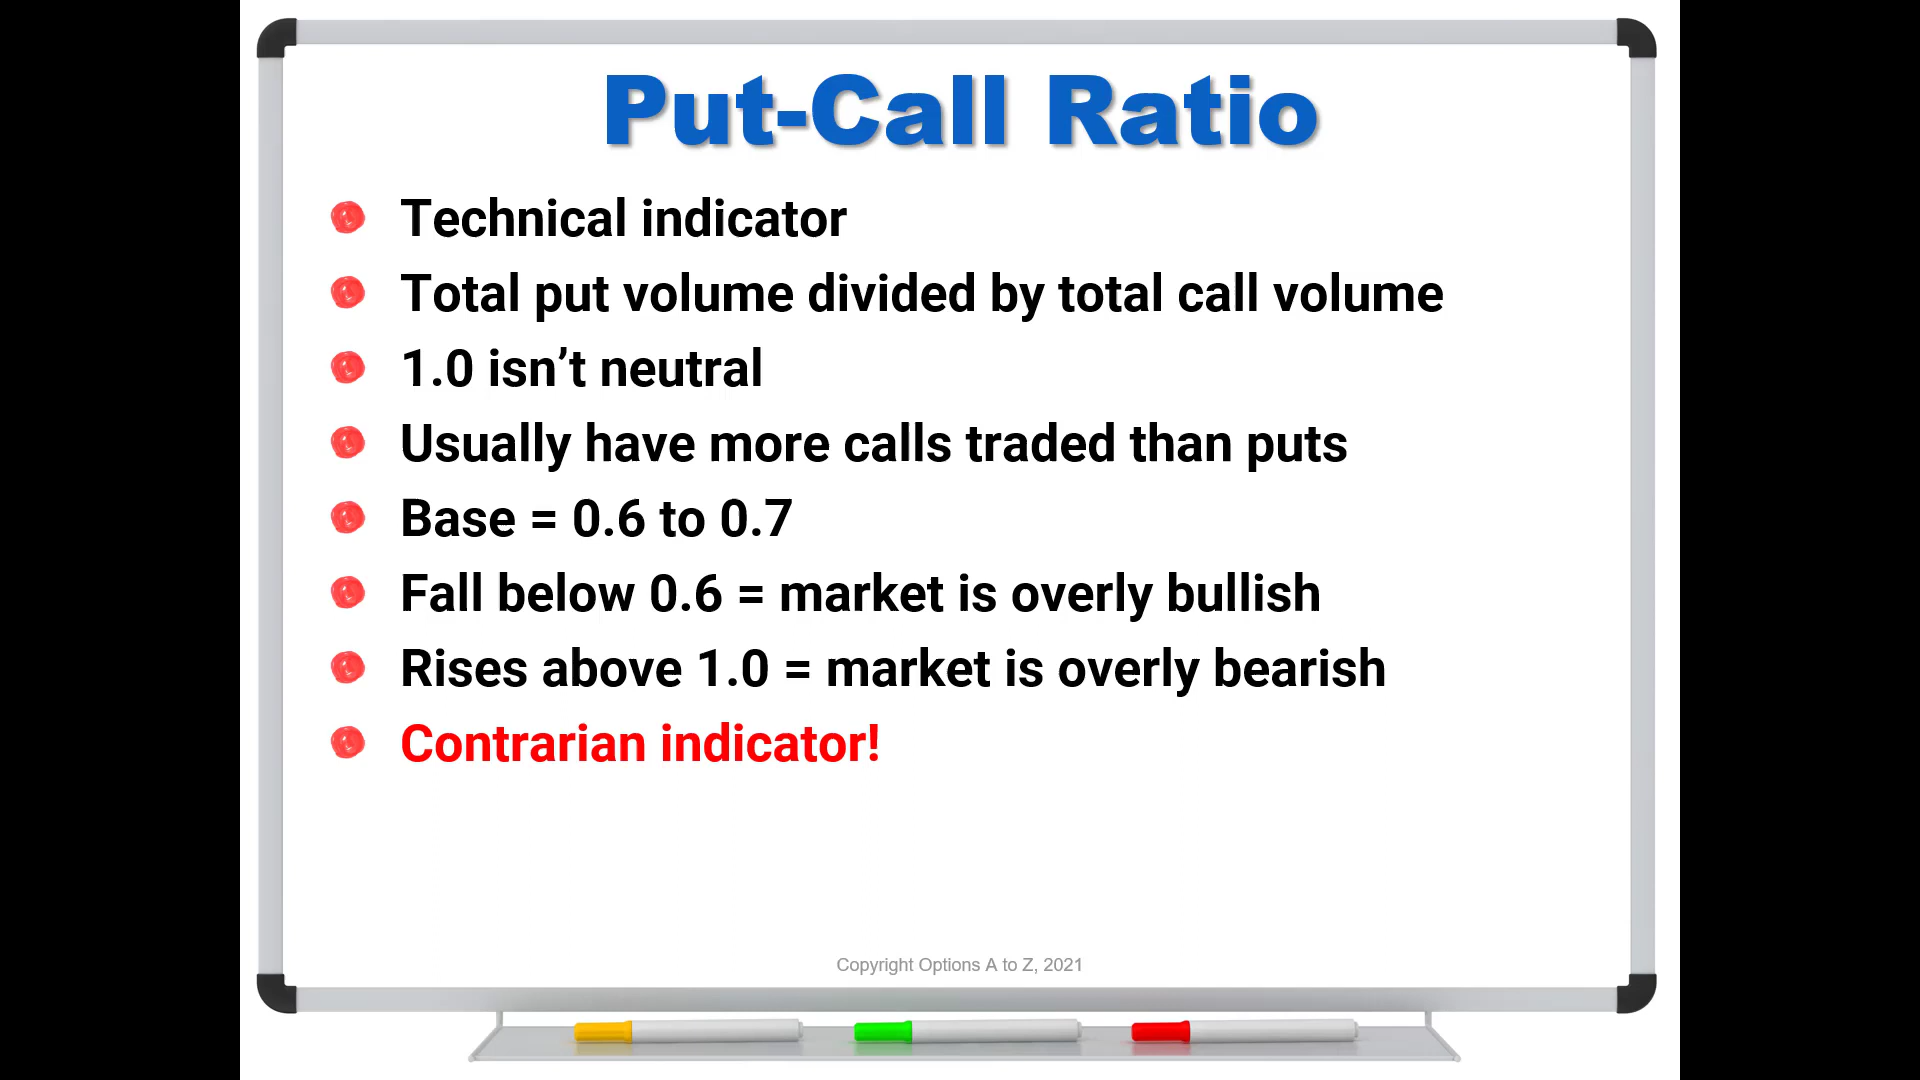 Put-Call Ratio
Technical indicator
Total put volume divided by total call volume
1.0 isn’t neutral
Usually have more calls traded than puts
Base = 0.6 to 0.7
Fall below 0.6 = market is overly bullish
Rises above 1.0 = market is overly bearish
Contrarian indicator!
Copyright Options A to Z, 2021